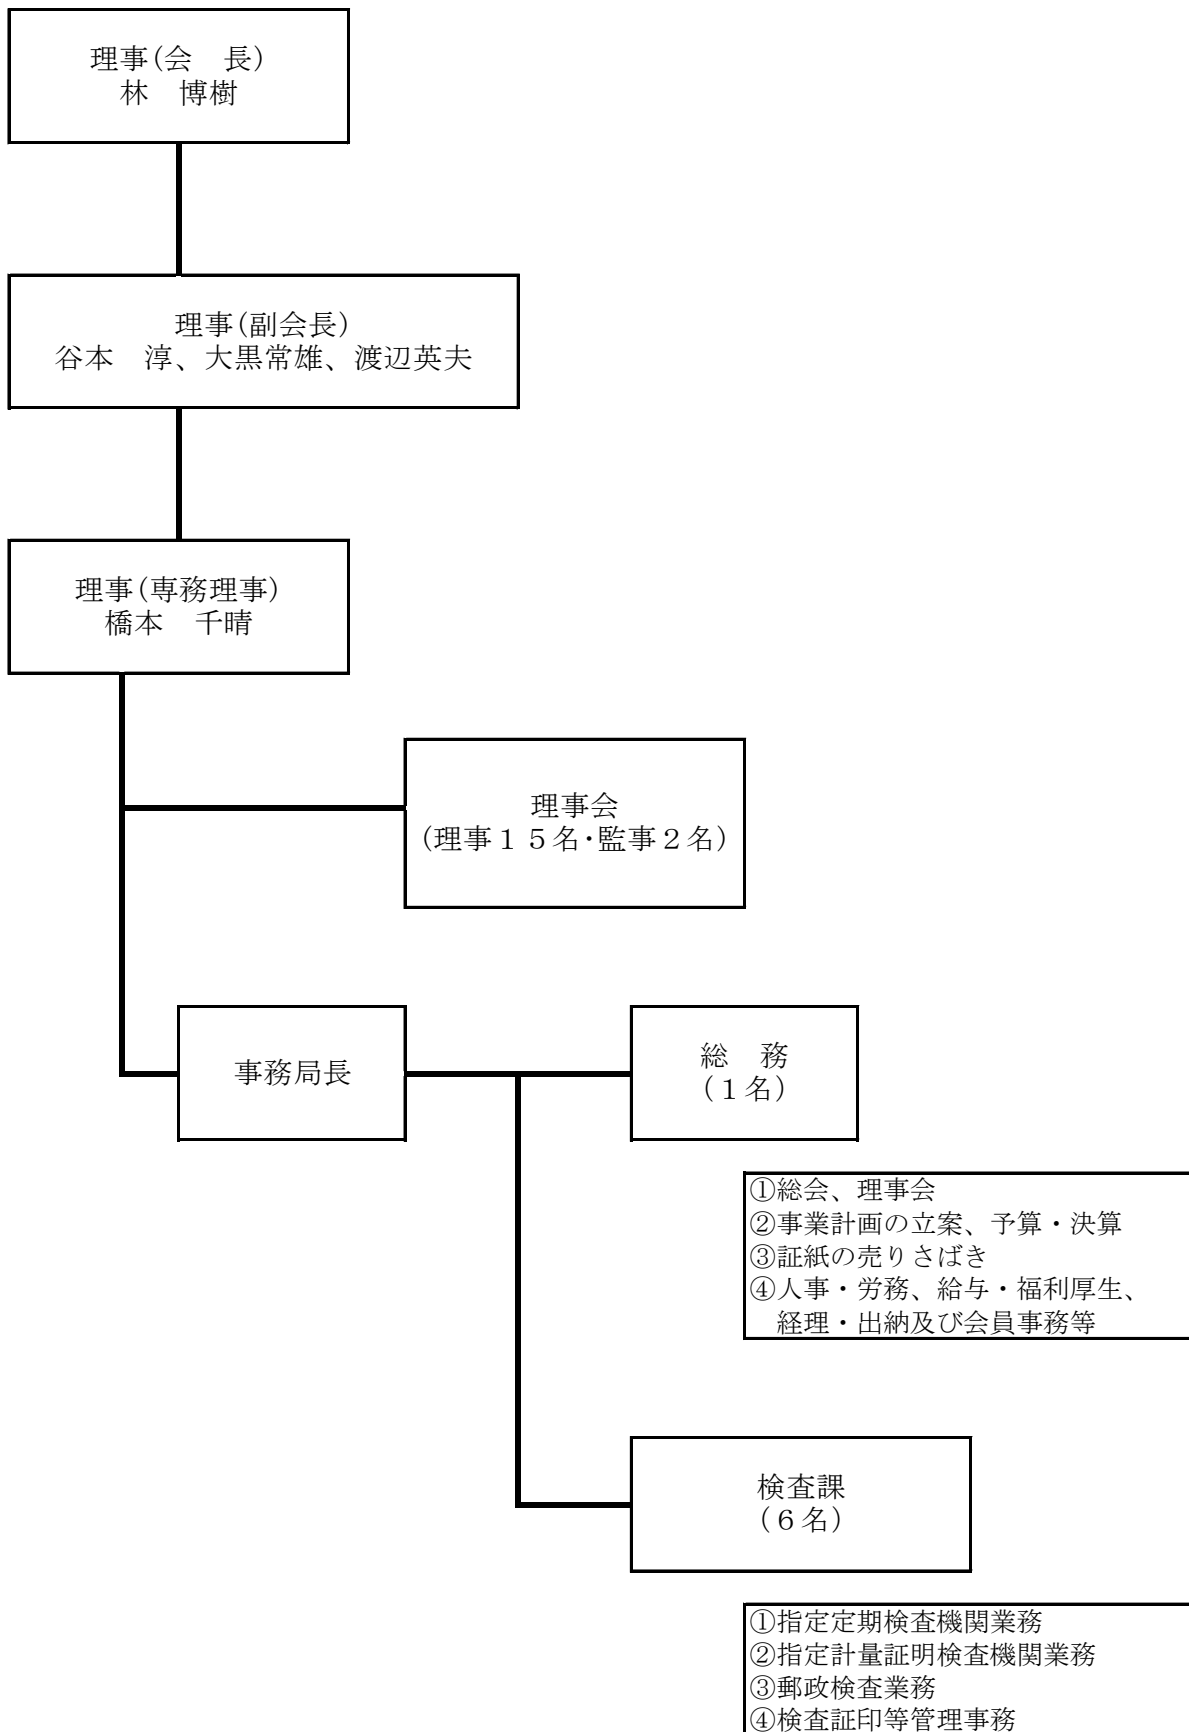 理事(会　長)
林　博樹
理事(副会長)
谷本　淳、大黒常雄、渡辺英夫
理事(専務理事)
橋本　千晴
理事会
(理事１５名・監事２名)
事務局長
総　務
(１名)
①総会、理事会
②事業計画の立案、予算・決算
③証紙の売りさばき
④人事・労務、給与・福利厚生、
　経理・出納及び会員事務等
検査課
(６名)
①指定定期検査機関業務
②指定計量証明検査機関業務
③郵政検査業務
④検査証印等管理事務